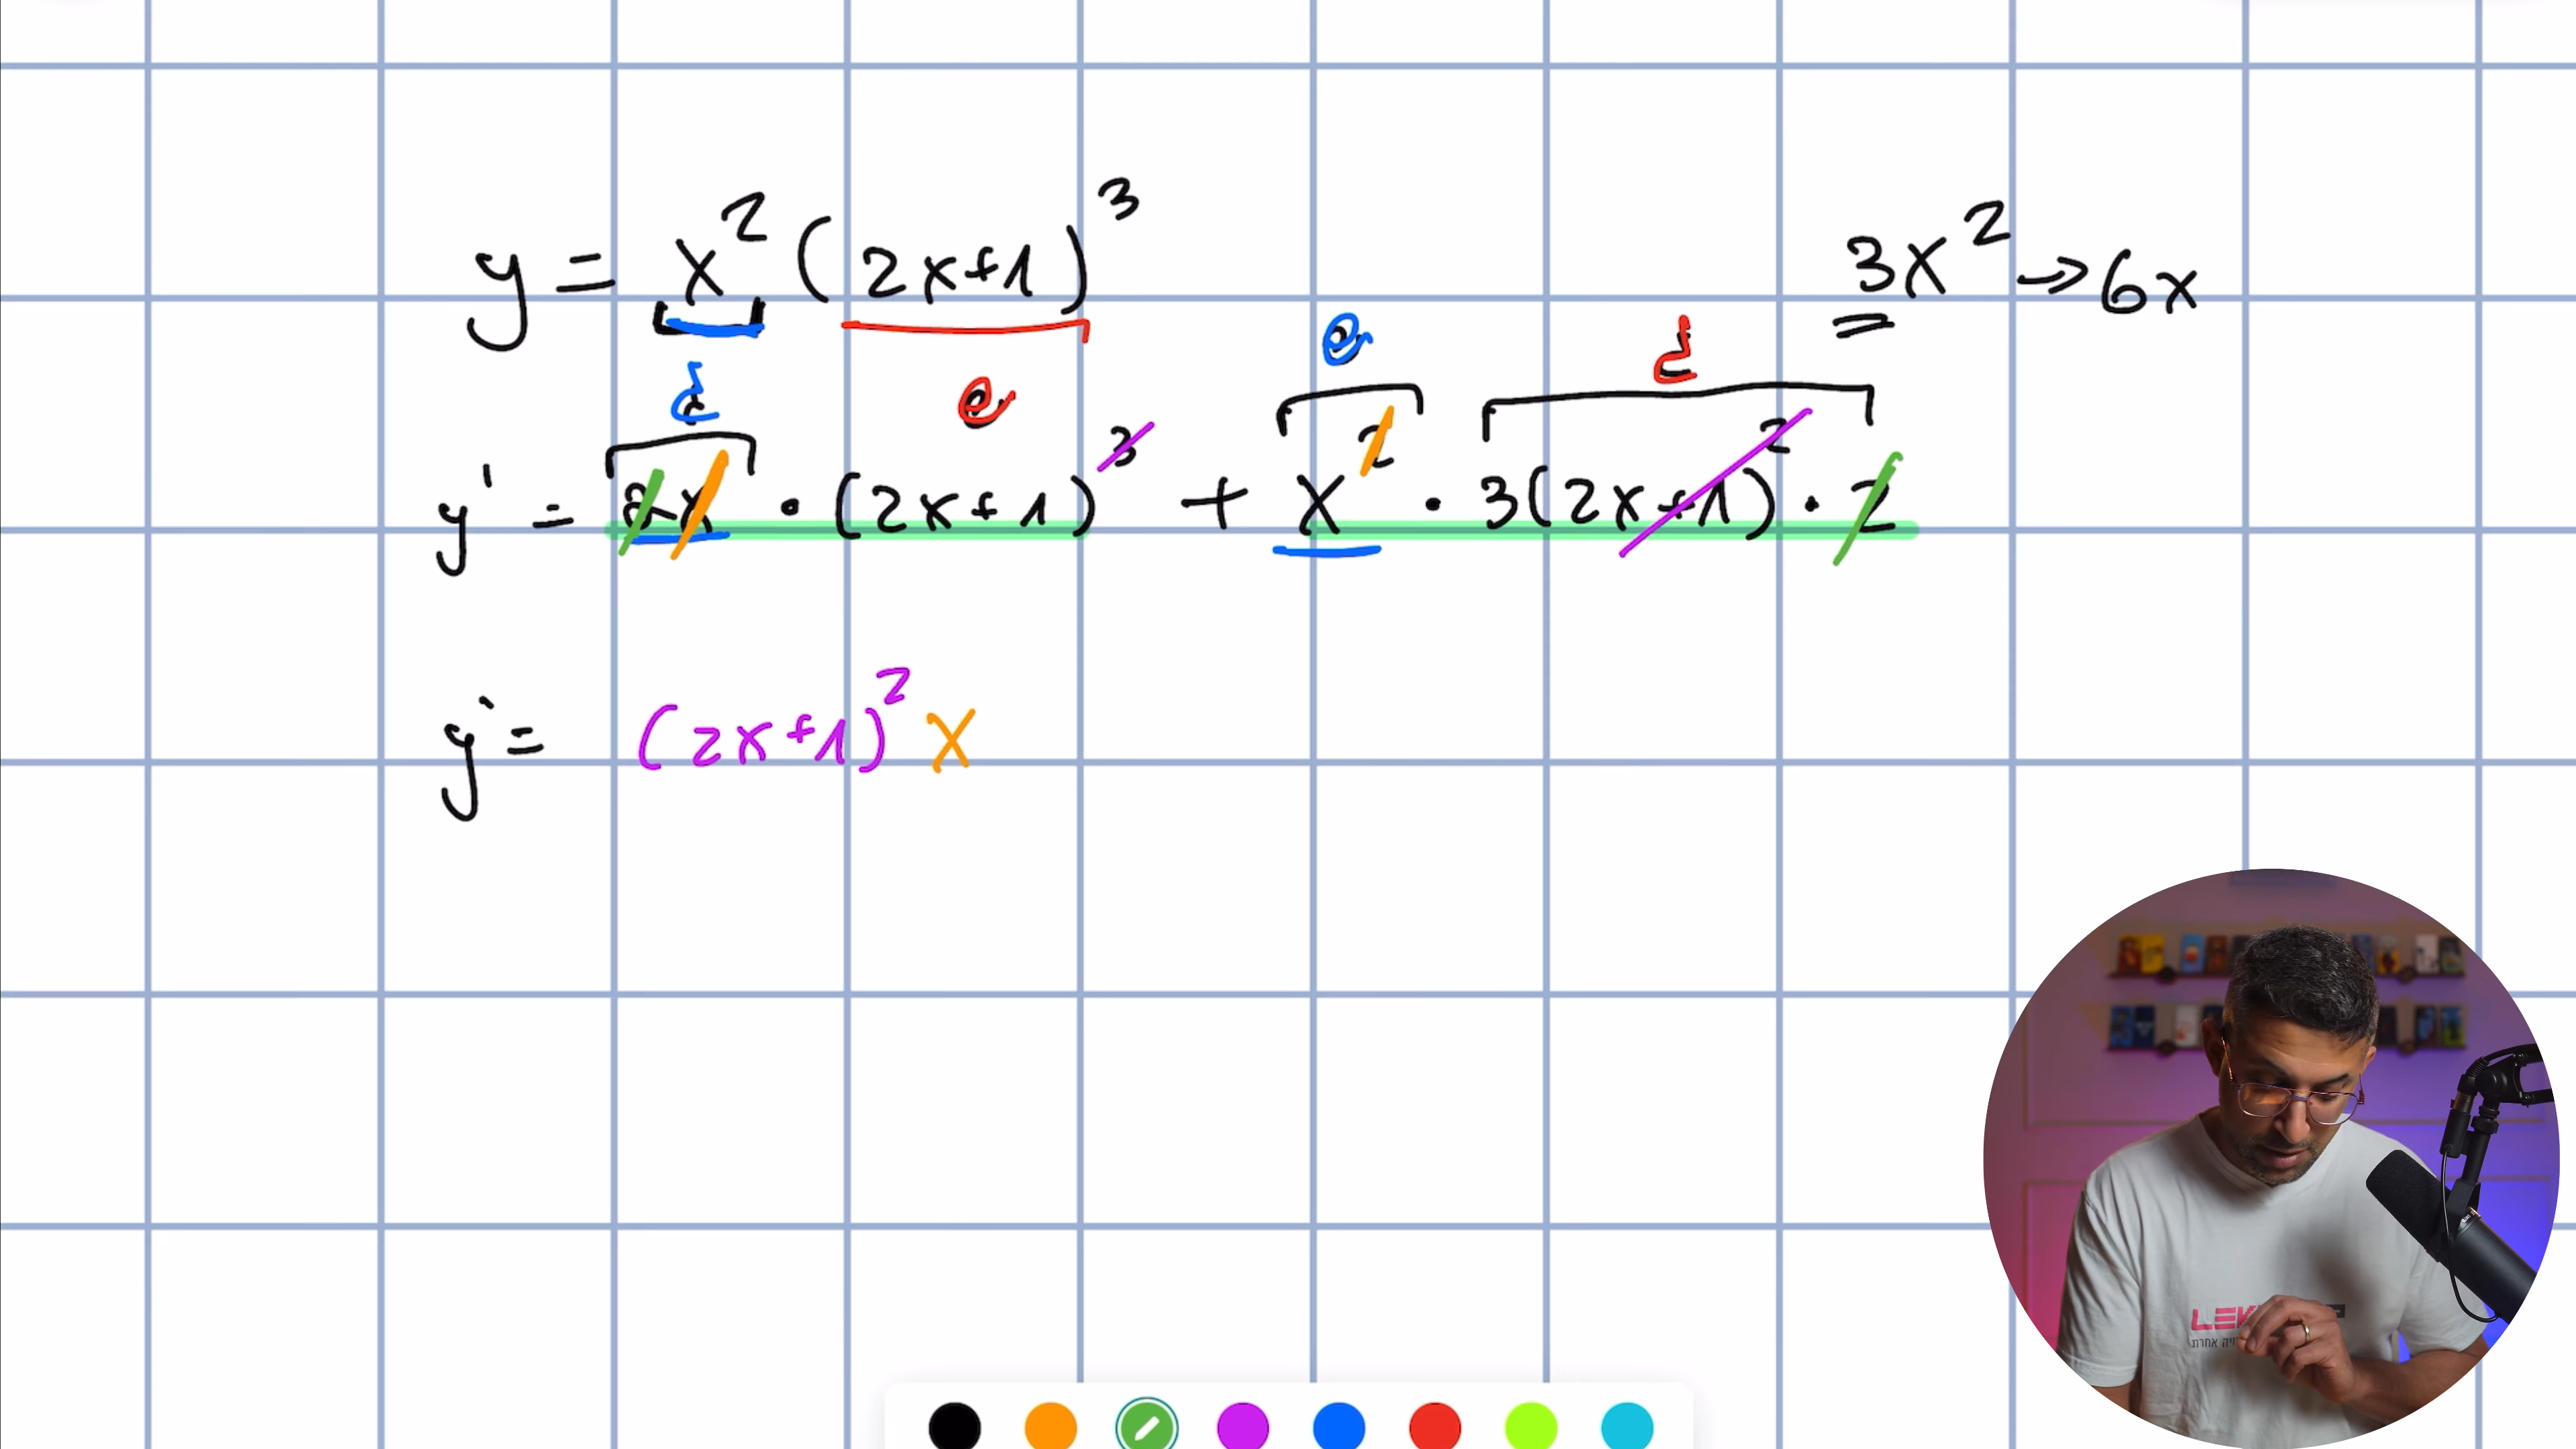 y = x² (2x+1)³
3x² → 6x
e
d
d
e
y' = 2x · (2x+1)³ + x² · 3(2x+1)² · 2
y' = (2x+1)² x